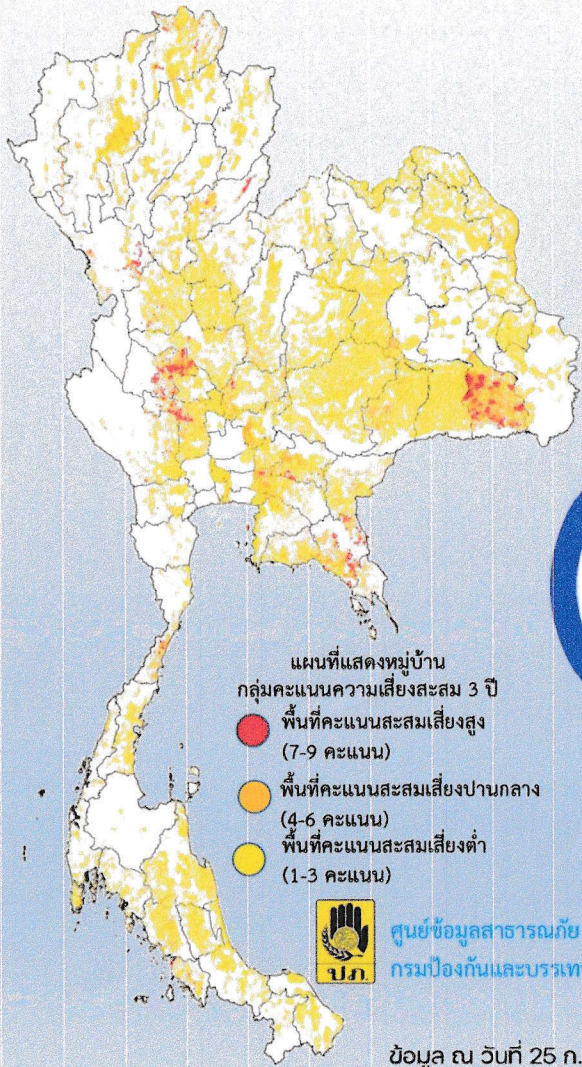 แผนที่แสดงหมู่บ้าน
กลุ่มคะแนนความเสี่ยงสะสม 3 ปี
พื้นที่คะแนนสะสมเสี่ยงสูง
(7-9 คะแนน)
พื้นที่คะแนนสะสมเสี่ยงปานกลาง
(4-6 คะแนน)
พื้นที่คะแนนสะสมเสี่ยงต่ำ
(1-3 คะแนน)
ปภ.
ศูนย์ข้อมูลสาธารณภัย
กรมป้องกันและบรรเท
ข้อมูล ณ วันที่ 25 ก.